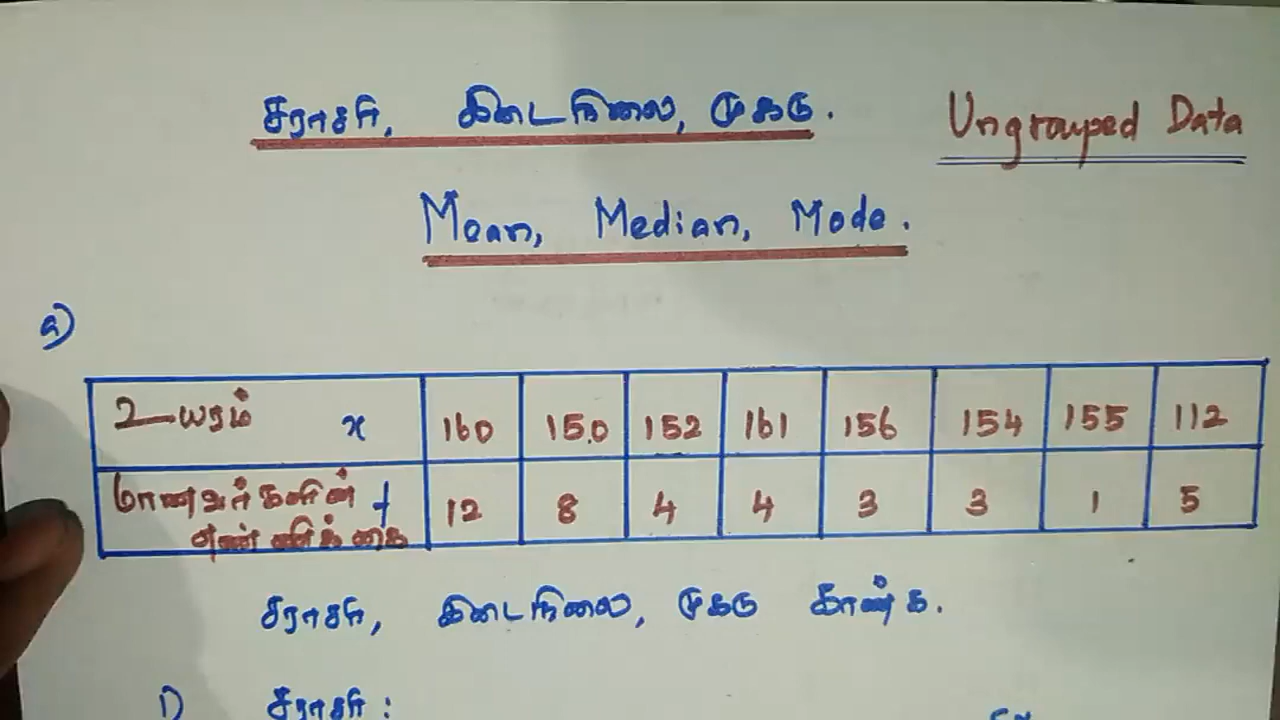 சராசரி, இடைநிலை, முகடு. Ungrouped Data
Mean, Median, Mode.
a)
உயரம் x 160 150 152 161 156 154 155 112
மாணவர்களின் எண்ணிக்கை f 12 8 4 4 3 3 1 5
சராசரி, இடைநிலை, முகடு காண்க.
1) சராசரி :